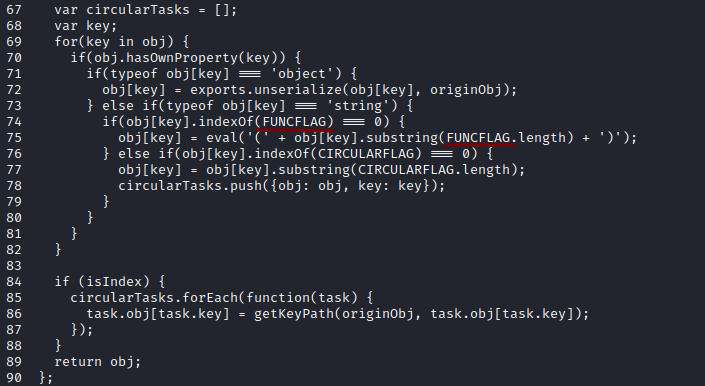 67 var circularTasks = [];
68 var key;
69 for(key in obj) {
70 if(obj.hasOwnProperty(key)) {
71 if(typeof obj[key] === 'object') {
72 obj[key] = exports.unserialize(obj[key], originObj);
73 } else if(typeof obj[key] === 'string') {
74 if(obj[key].indexOf(FUNCFLAG) === 0) {
75 obj[key] = eval('(' + obj[key].substring(FUNCFLAG.length) + ')');
76 } else if(obj[key].indexOf(CIRCULARFLAG) === 0) {
77 obj[key] = obj[key].substring(CIRCULARFLAG.length);
78 circularTasks.push({obj: obj, key: key});
79 }
80 }
81 }
82 }
83
84 if (isIndex) {
85 circularTasks.forEach(function(task) {
86 task.obj[task.key] = getKeyPath(originObj, task.obj[task.key]);
87 });
88 }
89 return obj;
90 };